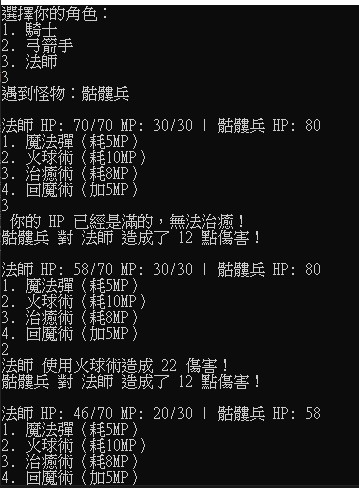 選擇你的角色：
1. 騎士
2. 弓箭手
3. 法師
3
遇到怪物：骷髏兵
法師 HP: 70/70 MP: 30/30 | 骷髏兵 HP: 80
1. 魔法彈（耗5MP）
2. 火球術（耗10MP）
3. 治癒術（耗8MP）
4. 回魔術（加5MP）
3
你的 HP 已經是滿的，無法治癒！
骷髏兵 對 法師 造成了 12 點傷害！
法師 HP: 58/70 MP: 30/30 | 骷髏兵 HP: 80
1. 魔法彈（耗5MP）
2. 火球術（耗10MP）
3. 治癒術（耗8MP）
4. 回魔術（加5MP）
2
法師 使用火球術造成 22 傷害！
骷髏兵 對 法師 造成了 12 點傷害！
法師 HP: 46/70 MP: 20/30 | 骷髏兵 HP: 58
1. 魔法彈（耗5MP）
2. 火球術（耗10MP）
3. 治癒術（耗8MP）
4. 回魔術（加5MP）